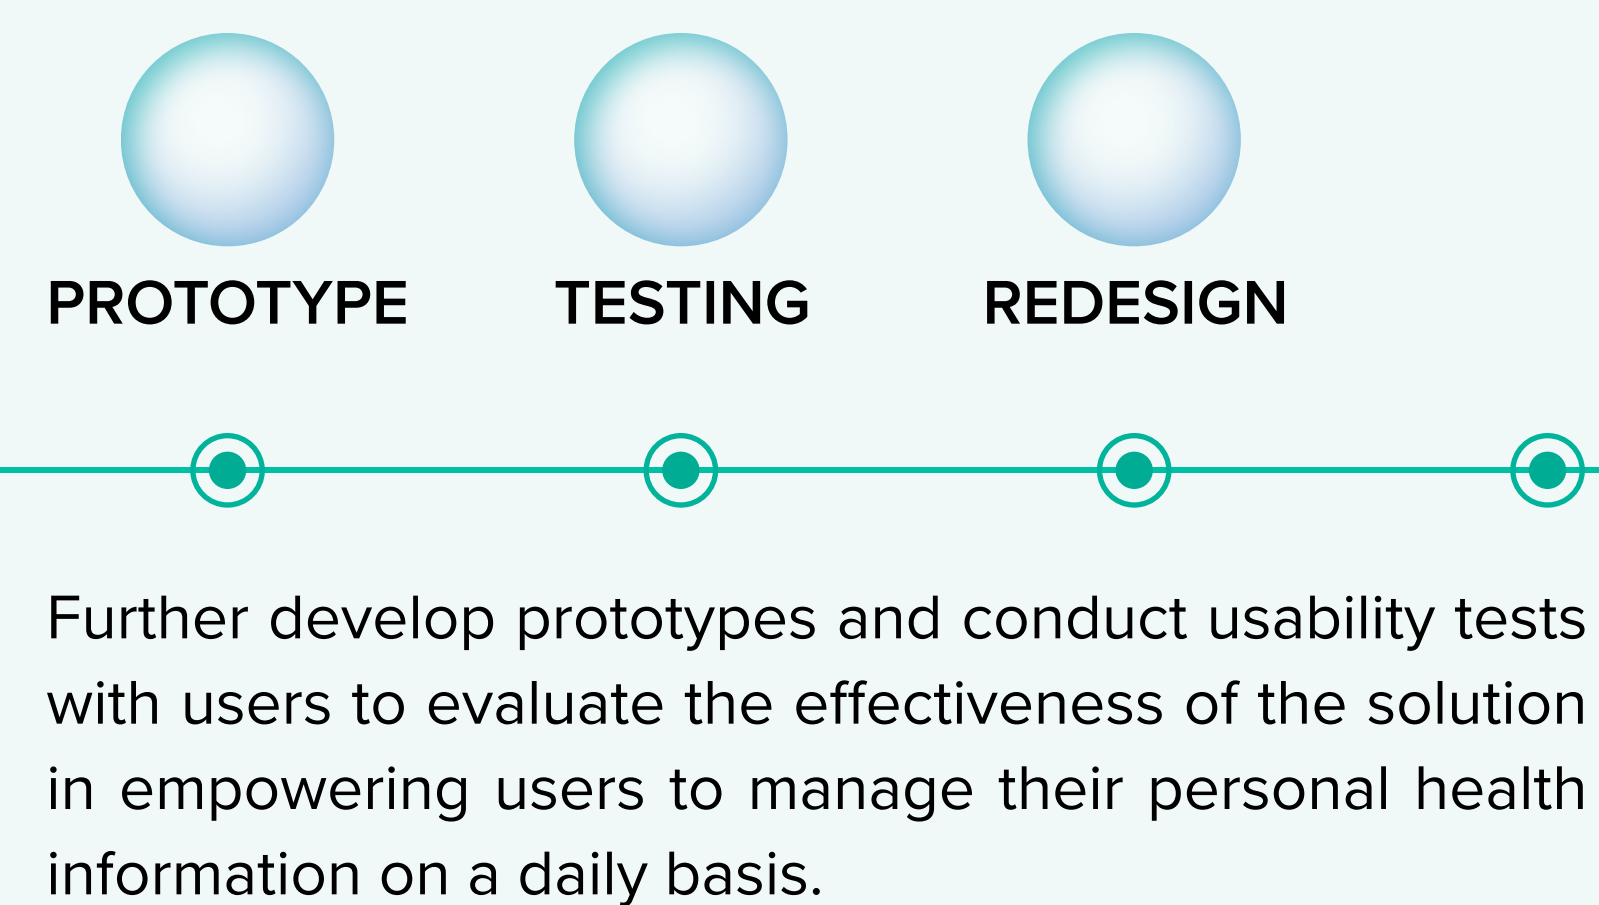 PROTOTYPE TESTING REDESIGN
Further develop prototypes and conduct usability tests
with users to evaluate the effectiveness of the solution
in empowering users to manage their personal health
information on a daily basis.